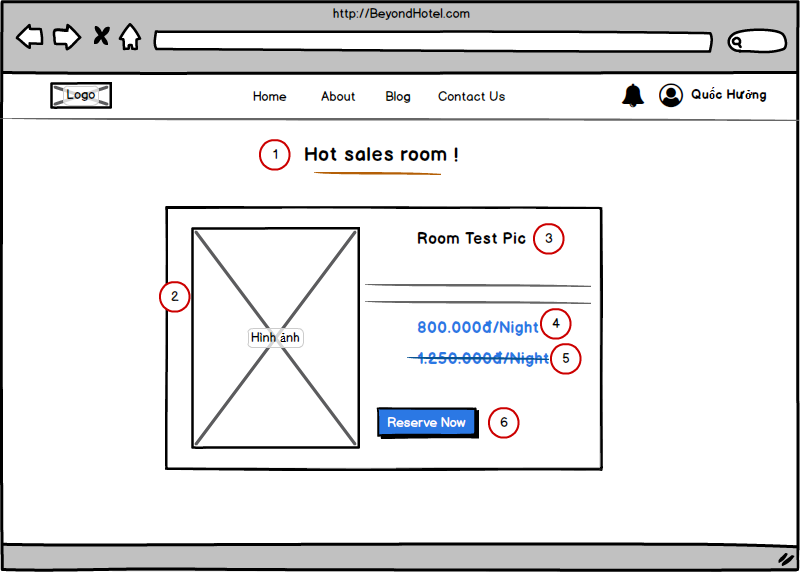 http://BeyondHotel.com
Logo
Home About Blog Contact Us
Quốc Hưởng
1 Hot sales room !
Room Test Pic 3
2
800.000đ/Night 4
Hình ảnh
1.250.000đ/Night 5
Reserve Now 6